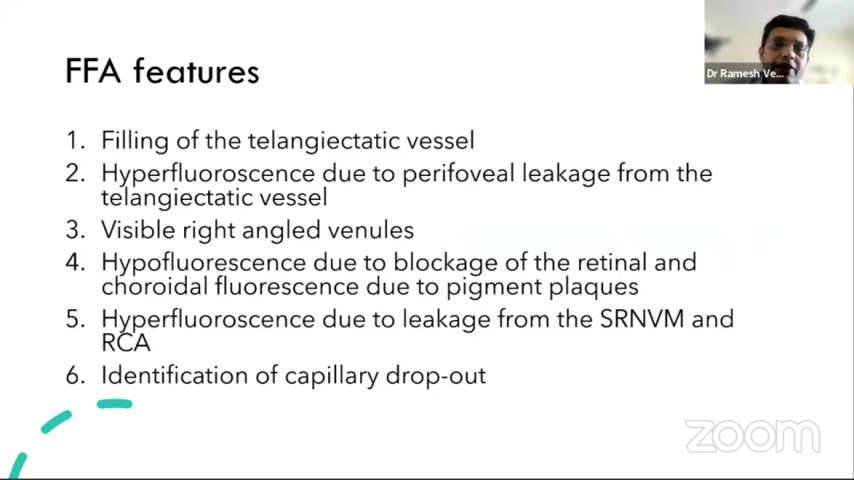 FFA features
Dr Ramesh Ve...
1. Filling of the telangiectatic vessel
2. Hyperfluoroscence due to perifoveal leakage from the
telangiectatic vessel
3. Visible right angled venules
4. Hypofluorescence due to blockage of the retinal and
choroidal fluorescence due to pigment plaques
5. Hyperfluoroscence due to leakage from the SRNVM and
RCA
6. Identification of capillary drop-out
zoom